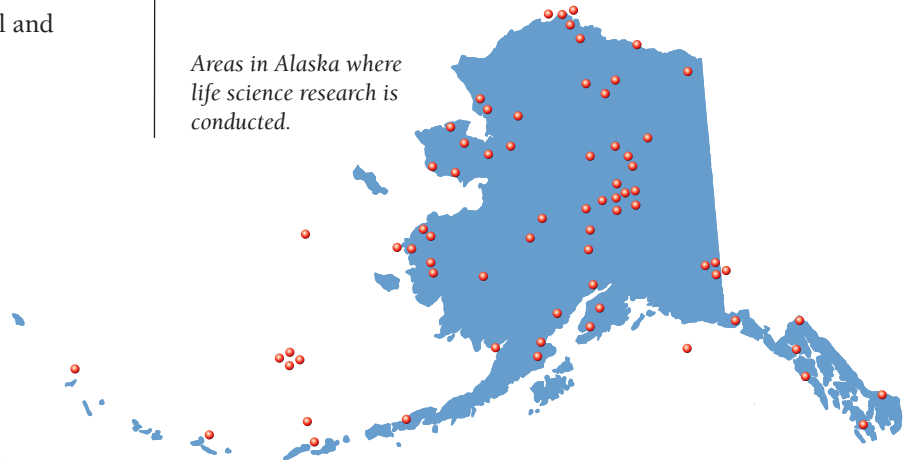 l and
Areas in Alaska where
life science research is
conducted.